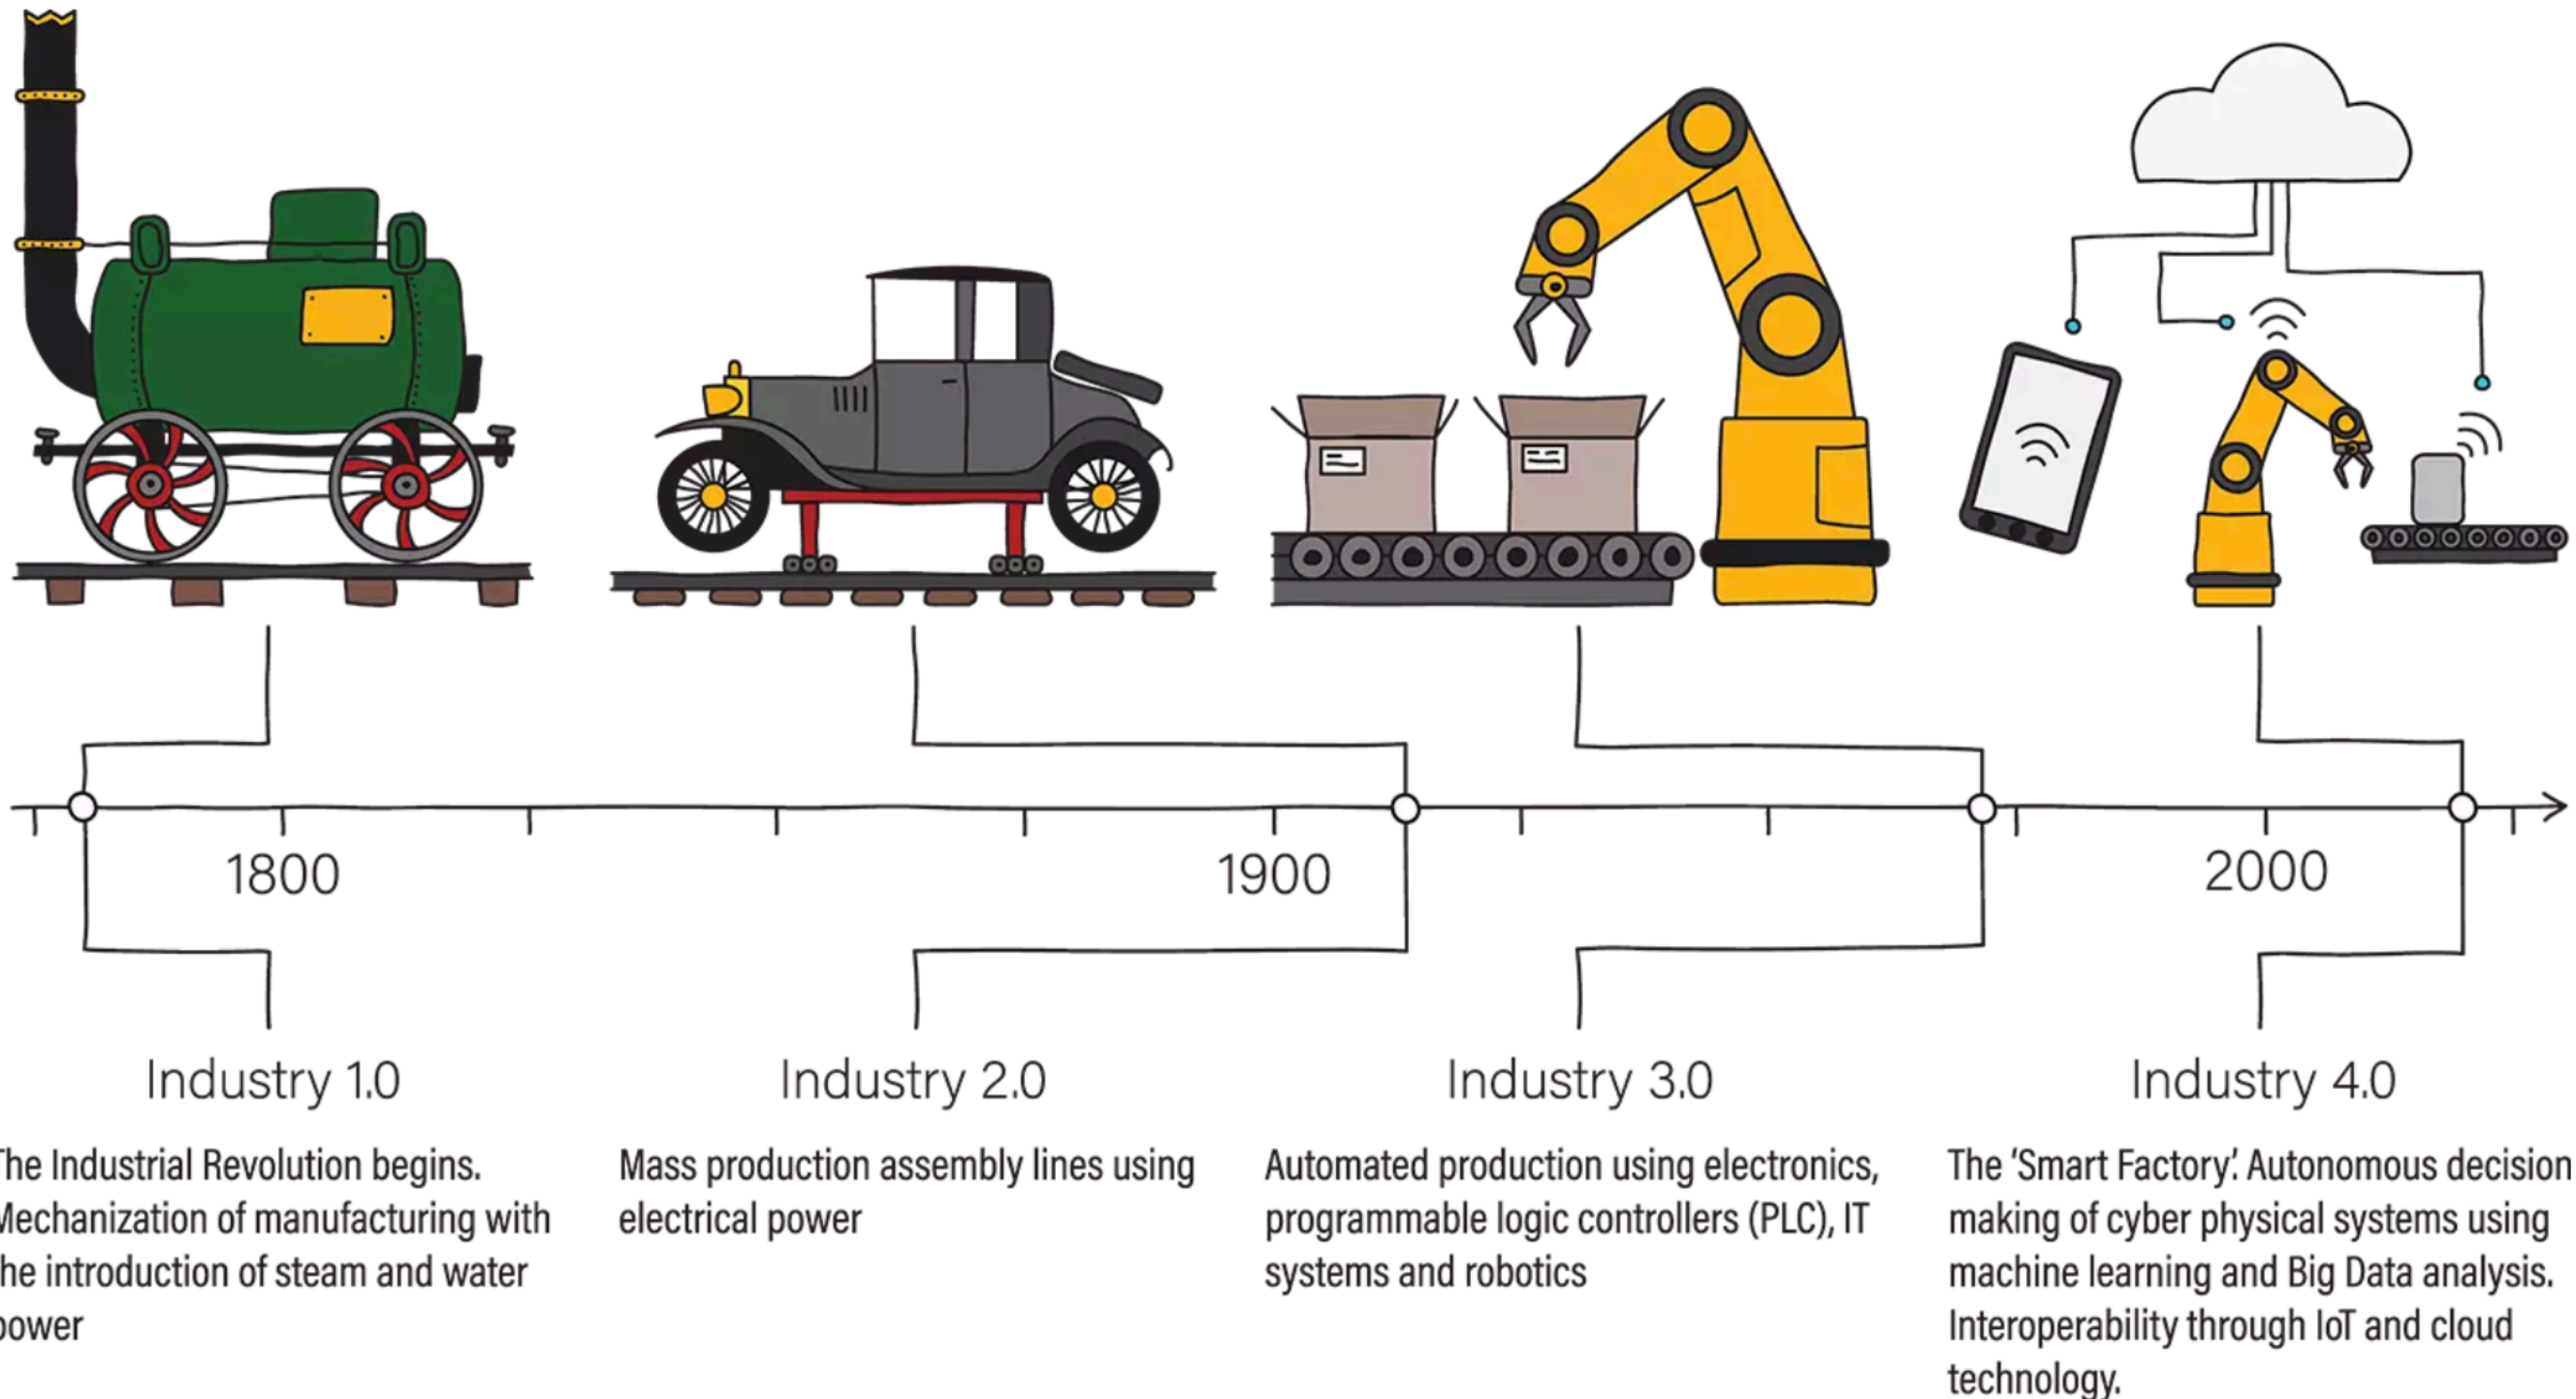 1800
1900
2000
Industry 1.0
The Industrial Revolution begins.
Mechanization of manufacturing with
the introduction of steam and water
power
Industry 2.0
Mass production assembly lines using
electrical power
Industry 3.0
Automated production using electronics,
programmable logic controllers (PLC), IT
systems and robotics
Industry 4.0
The ‘Smart Factory’. Autonomous decision
making of cyber physical systems using
machine learning and Big Data analysis.
Interoperability through IoT and cloud
technology.